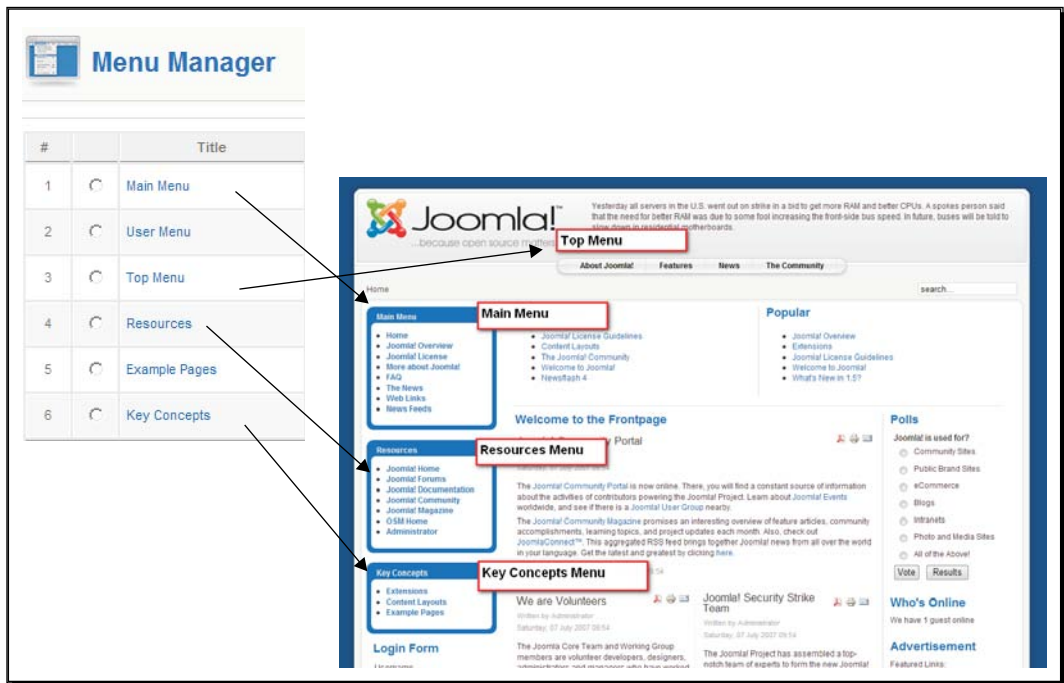 Menu Manager
# Title
1 Main Menu
2 User Menu
3 Top Menu
4 Resources
5 Example Pages
6 Key Concepts
Joomla!™
...because open source matters
Yesterday all servers in the U.S. went out on strike in a bid to get more RAM and better CPUs. A spokes person said
that the need for better RAM was due to some fool increasing the front-side bus speed. In future, buses will be told to
slow down in residential motherboards.
Top Menu
About Joomla! Features News The Community
Home
search...
Main Menu
Home
Joomla! Overview
Joomla! License
More about Joomla!
FAQ
The News
Web Links
News Feeds
Main Menu
Joomla! License Guidelines
Content Layouts
The Joomla! Community
Welcome to Joomla!
Newsflash 4
Popular
Joomla! Overview
Extensions
Joomla! License Guidelines
Welcome to Joomla!
What's New in 1.5?
Resources
Joomla! Home
Joomla! Forums
Joomla! Documentation
Joomla! Community
Joomla! Magazine
OSM Home
Administrator
Resources Menu
Key Concepts
Extensions
Content Layouts
Example Pages
Key Concepts Menu
Login Form
Welcome to the Frontpage
Portal
The Joomla! Community Portal is now online. There, you will find a constant source of information
about the activities of contributors powering the Joomla! Project. Learn about Joomla! Events
worldwide, and see if there is a Joomla! User Group nearby.
The Joomla! Community Magazine promises an interesting overview of feature articles, community
accomplishments, learning topics, and project updates each month. Also, check out
JoomlaConnect™. This aggregated RSS feed brings together Joomla! news from all over the world
in your language. Get the latest and greatest by clicking here.
We are Volunteers
Written by Administrator
Saturday, 07 July 2007 09:54
The Joomla Core Team and Working Group
members are volunteer developers, designers,
administrators and managers who have worked
Joomla! Security Strike
Team
Written by Administrator
Saturday, 07 July 2007 09:54
The Joomla! Project has assembled a top-
notch team of experts to form the new Joomla!
Polls
Joomla! is used for?
Community Sites
Public Brand Sites
eCommerce
Blogs
Intranets
Photo and Media Sites
All of the Above!
Vote Results
Who's Online
We have 1 guest online
Advertisement
Featured Links: